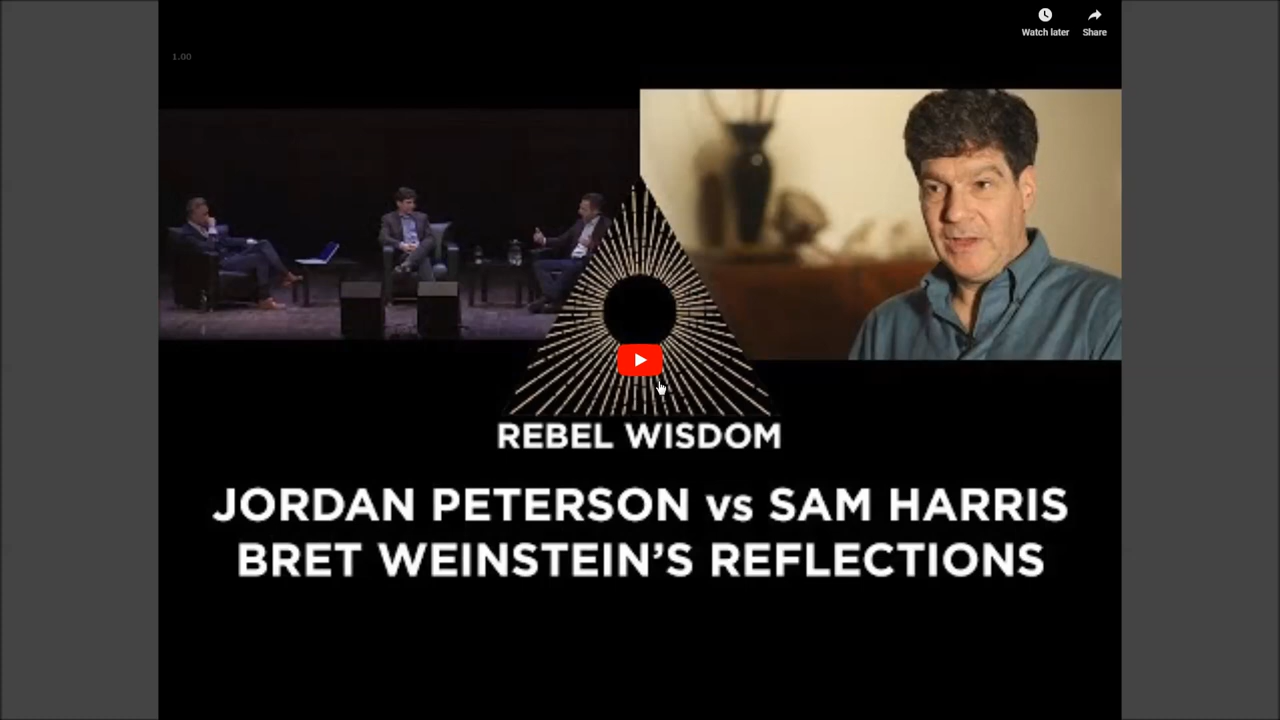 Watch later
Share
1.00
REBEL WISDOM
JORDAN PETERSON vs SAM HARRIS
BRET WEINSTEIN’S REFLECTIONS